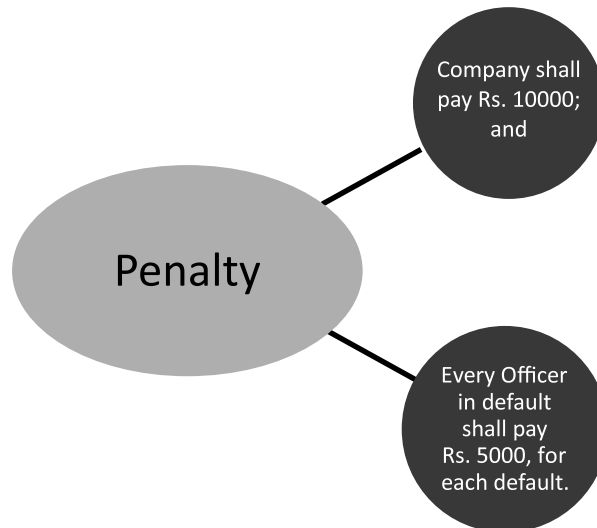 Company shall
pay Rs. 10000;
and
Penalty
Every Officer
in default
shall pay
Rs. 5000, for
each default.